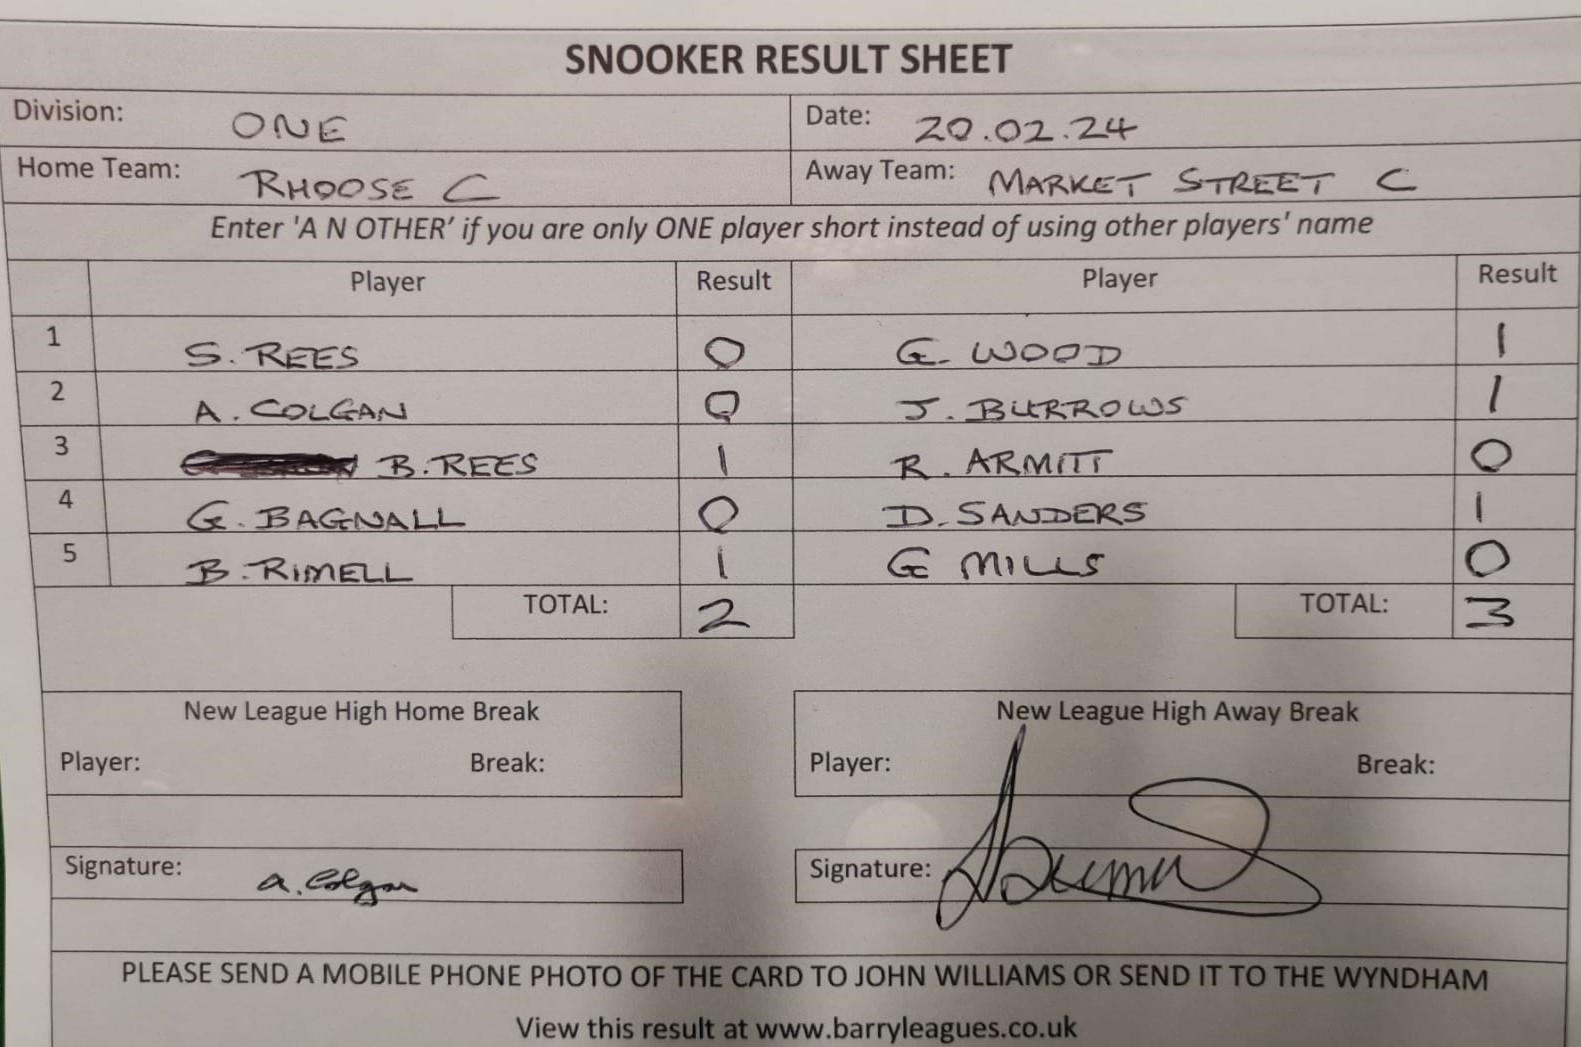 SNOOKER RESULT SHEET
Division: ONE Date: 20.02.24
Home Team: RHOOSE C Away Team: MARKET STREET C
Enter 'A N OTHER' if you are only ONE player short instead of using other players' name
Player Result Player Result
1 S. REES 0 G. WOOD 1
2 A. COLGAN 0 J. BURROWS 1
3 B. REES 1 R. ARMITT 0
4 G. BAGNALL 0 D. SANDERS 1
5 B. RIMELL 1 G MILLS 0
TOTAL: 2 TOTAL: 3
New League High Home Break New League High Away Break
Player: Break: Player: Break:
Signature: a. Colgan Signature:
PLEASE SEND A MOBILE PHONE PHOTO OF THE CARD TO JOHN WILLIAMS OR SEND IT TO THE WYNDHAM
View this result at www.barryleagues.co.uk